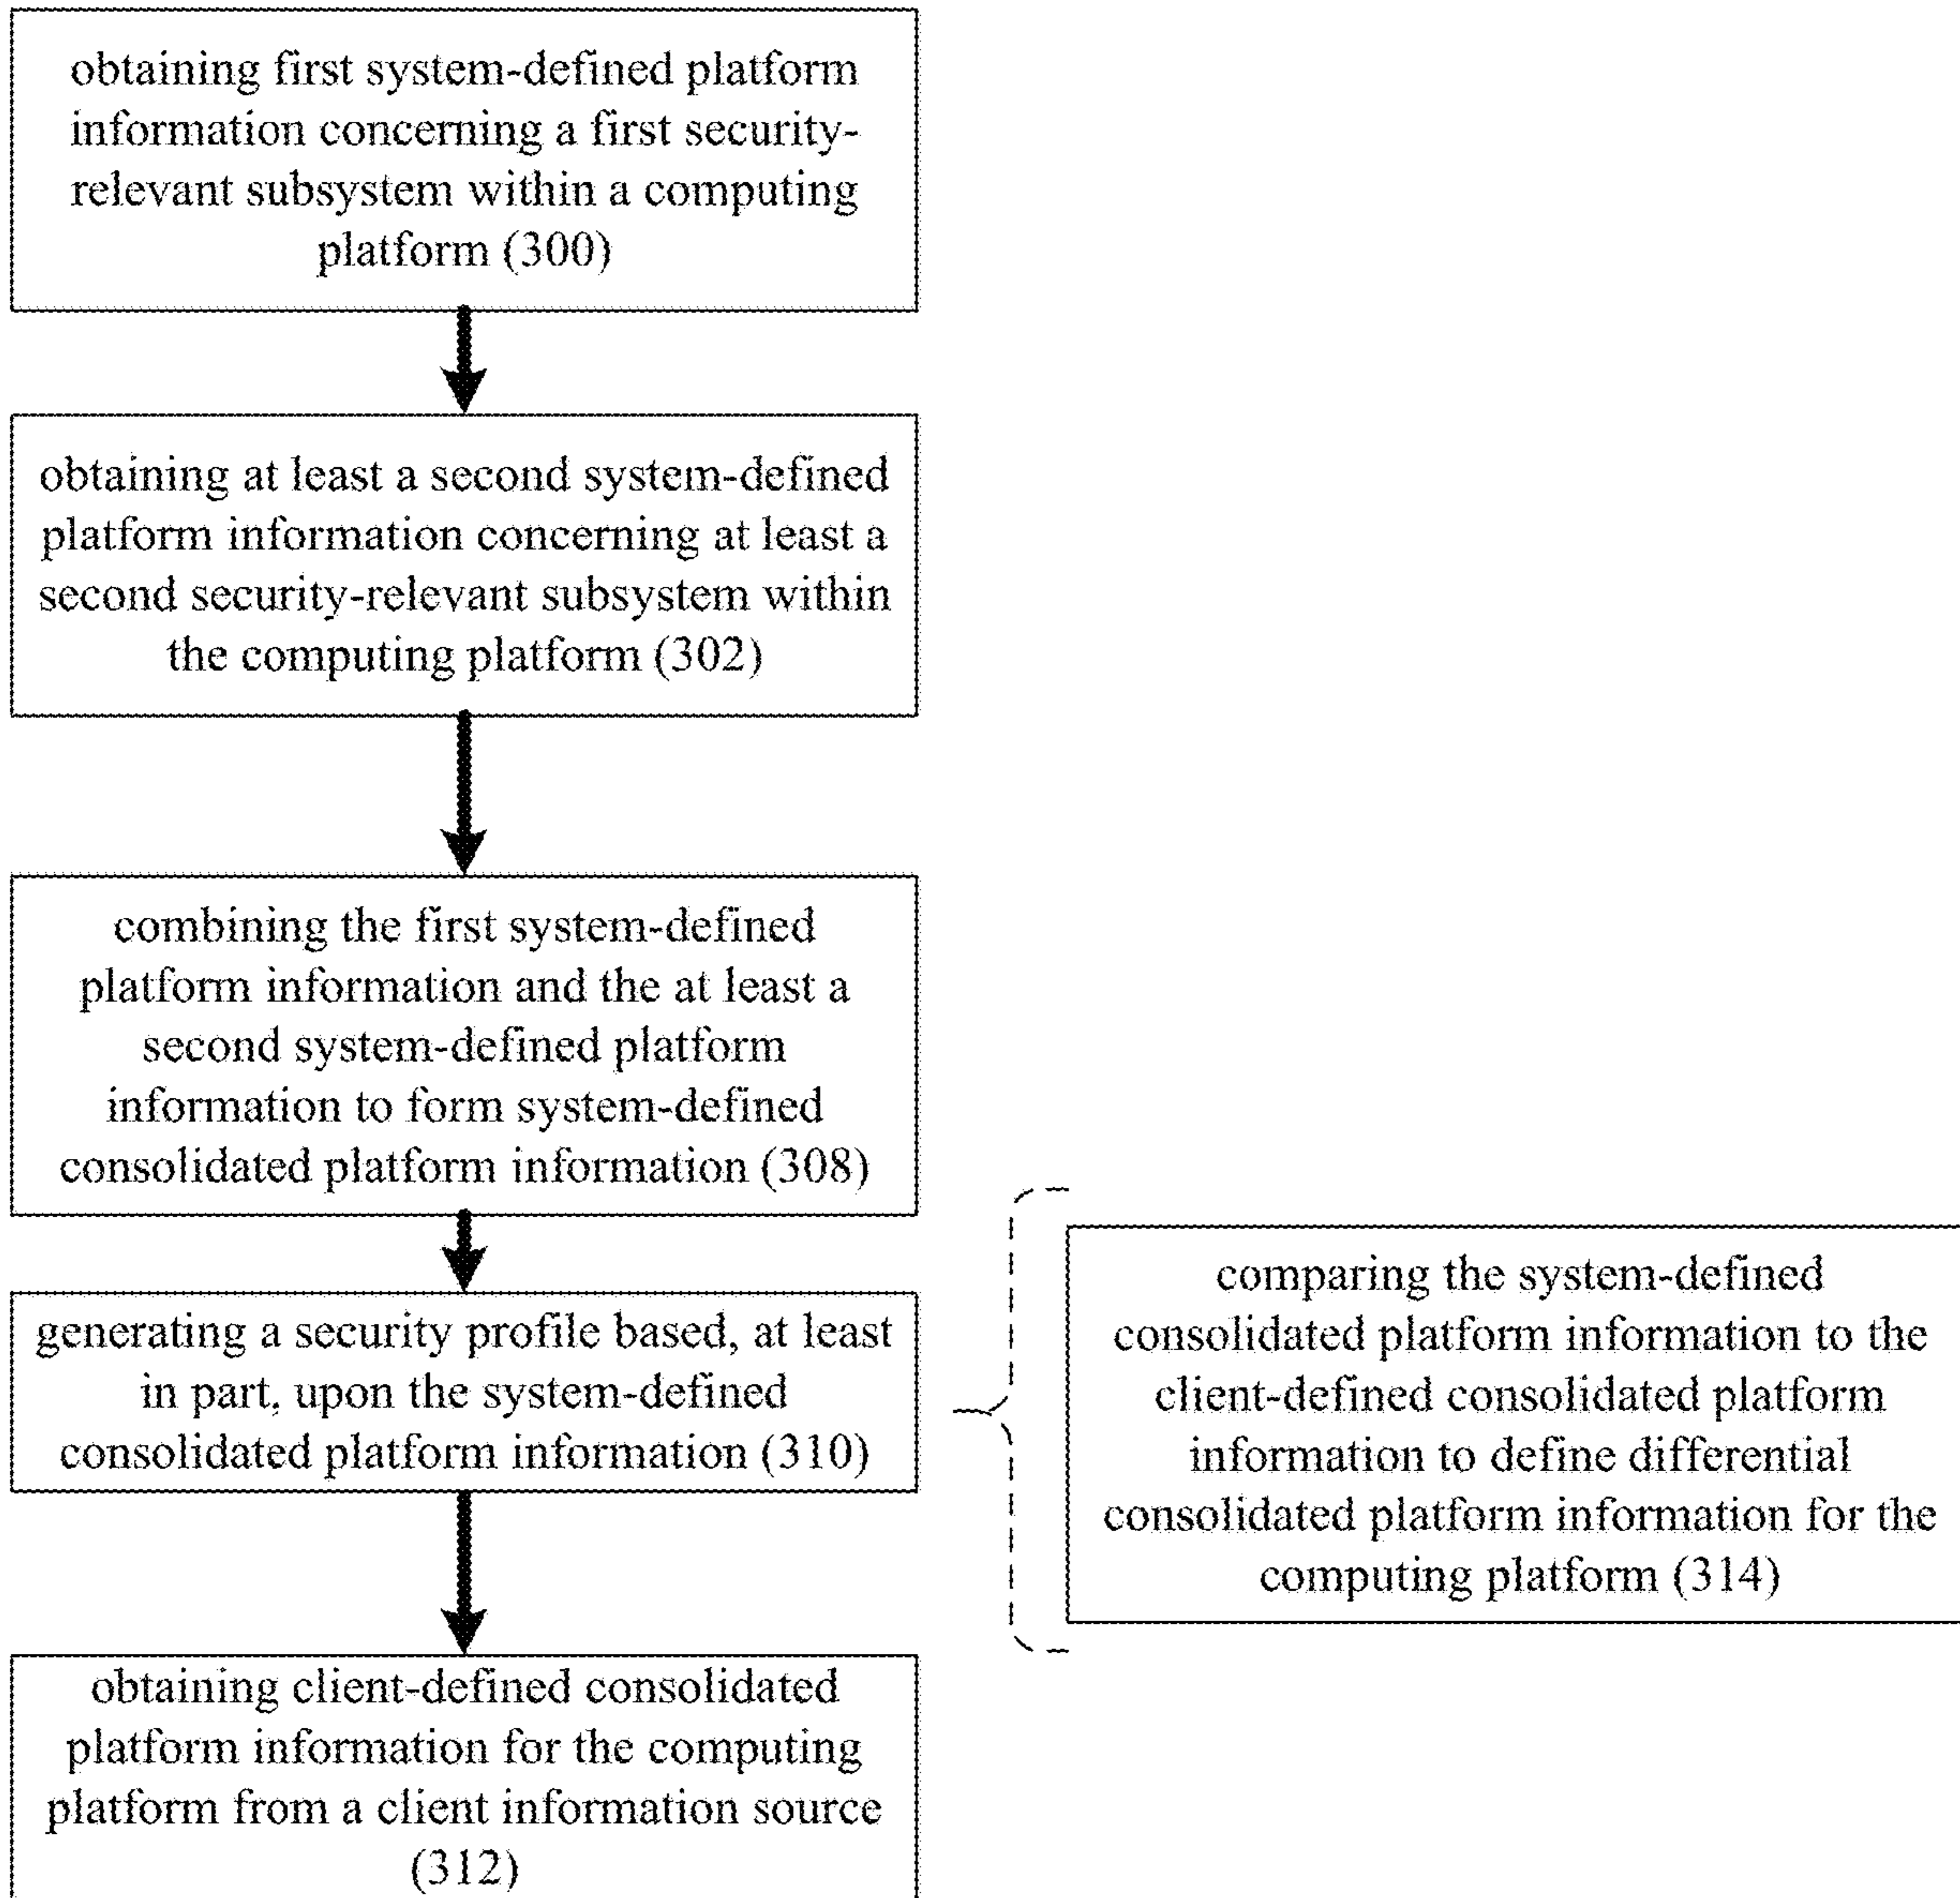 obtaining first system-defined platform
information concerning a first security-
relevant subsystem within a computing
platform (300)
obtaining at least a second system-defined
platform information concerning at least a
second security-relevant subsystem within
the computing platform (302)
combining the first system-defined
platform information and the at least a
second system-defined platform
information to form system-defined
consolidated platform information (308)
generating a security profile based, at least
in part, upon the system-defined
consolidated platform information (310)
comparing the system-defined
consolidated platform information to the
client-defined consolidated platform
information to define differential
consolidated platform information for the
computing platform (314)
obtaining client-defined consolidated
platform information for the computing
platform from a client information source
(312)